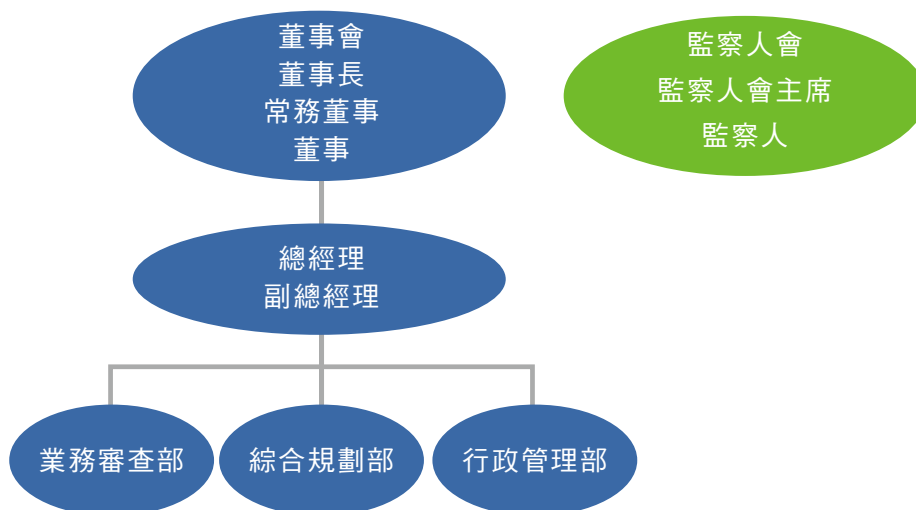 董事會
董事長
常務董事
董事
監察人會
監察人會主席
監察人
總經理
副總經理
業務審查部
綜合規劃部
行政管理部